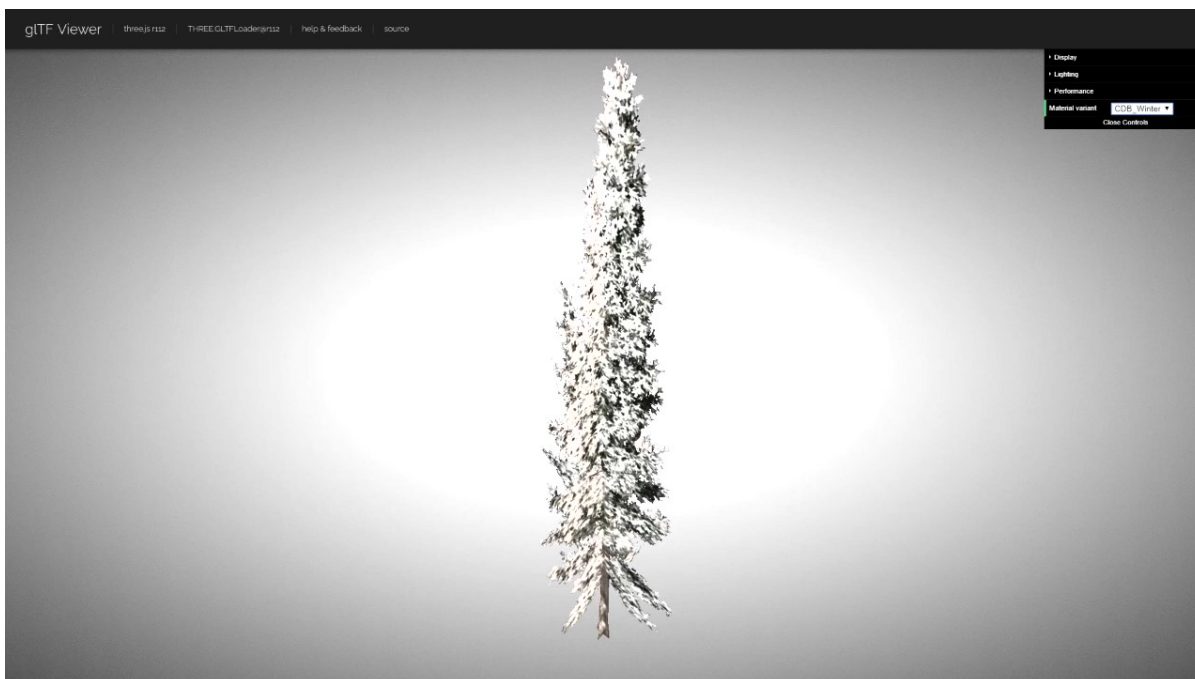 glTF Viewer three.js r112 THREE.GLTFLoader@r112 help & feedback source
Display
Lighting
Performance
Material variant CDB_Winter
Close Controls